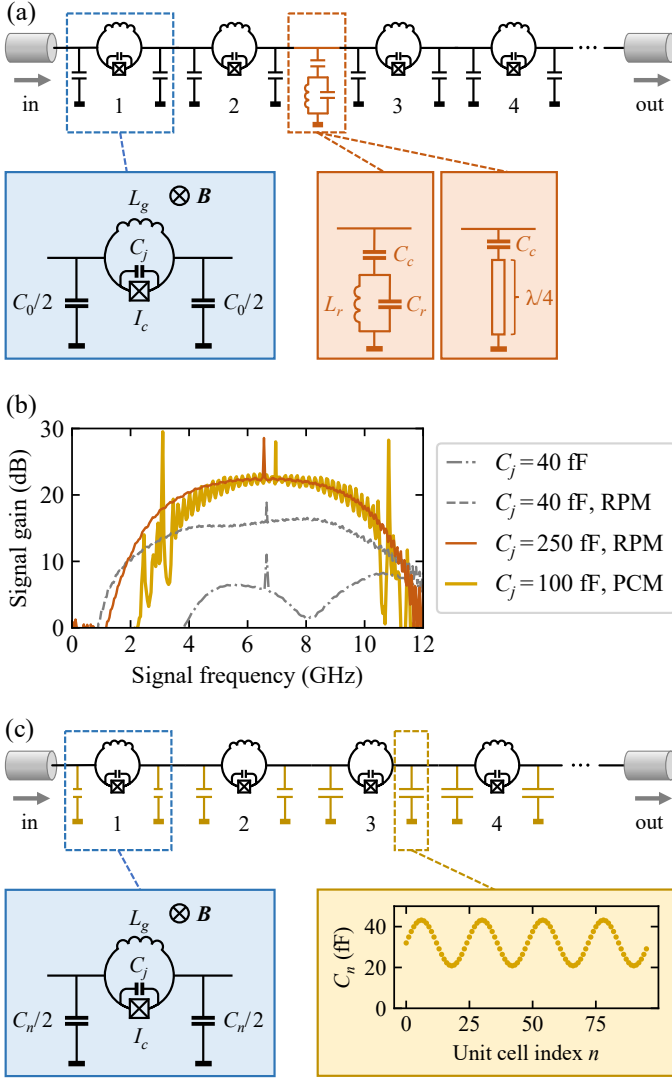 (a)
in
1
2
3
4
...
out
L_g
B
C_j
C_0/2
C_0/2
I_c
C_c
L_r
C_r
C_c
λ/4
(b)
30
20
10
0
Signal gain (dB)
0 2 4 6 8 10 12
Signal frequency (GHz)
C_j = 40 fF
C_j = 40 fF, RPM
C_j = 250 fF, RPM
C_j = 100 fF, PCM
(c)
in
1
2
3
4
...
out
L_g
B
C_j
C_n/2
C_n/2
I_c
40
20
0
C_n (fF)
0 25 50 75
Unit cell index n